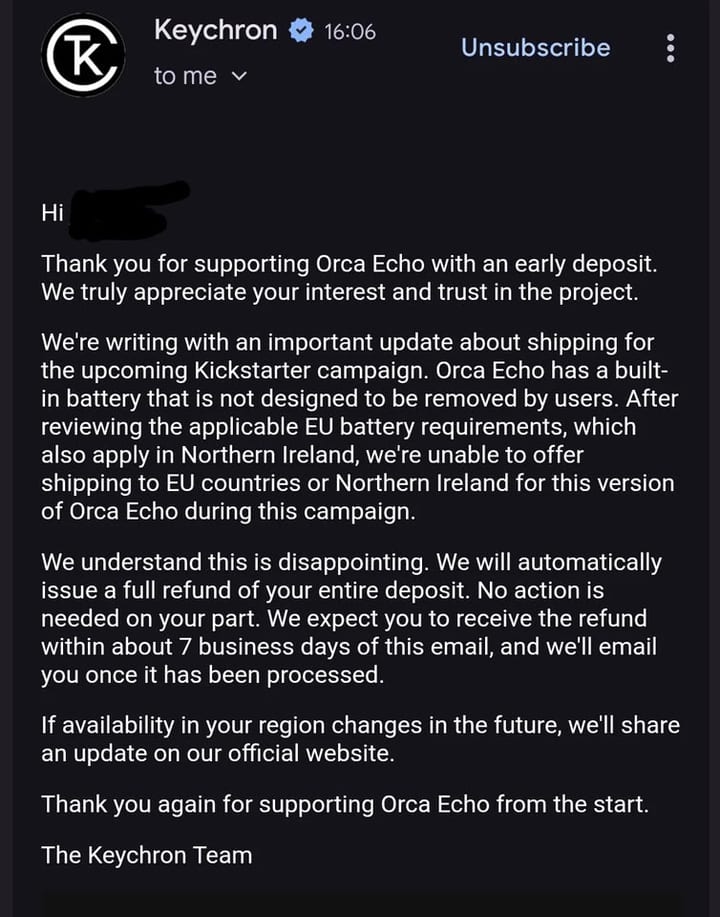 Keychron 16:06
Unsubscribe
to me
Hi
Thank you for supporting Orca Echo with an early deposit.
We truly appreciate your interest and trust in the project.
We're writing with an important update about shipping for
the upcoming Kickstarter campaign. Orca Echo has a built-
in battery that is not designed to be removed by users. After
reviewing the applicable EU battery requirements, which
also apply in Northern Ireland, we're unable to offer
shipping to EU countries or Northern Ireland for this version
of Orca Echo during this campaign.
We understand this is disappointing. We will automatically
issue a full refund of your entire deposit. No action is
needed on your part. We expect you to receive the refund
within about 7 business days of this email, and we'll email
you once it has been processed.
If availability in your region changes in the future, we'll share
an update on our official website.
Thank you again for supporting Orca Echo from the start.
The Keychron Team